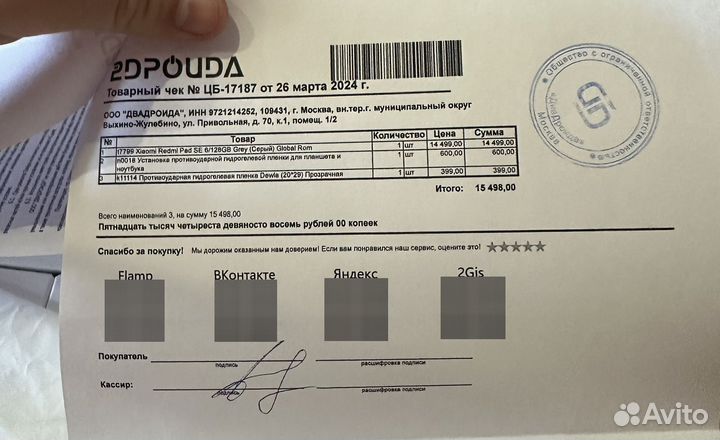 2DРОИДА
Товарный чек № ЦБ-17187 от 26 марта 2024 г.
ООО "ДВАДРОИДА", ИНН 9721214252, 109431, г. Москва, вн.тер.г. муниципальный округ
Выхино-Жулебино, ул. Привольная, д. 70, к.1, помещ. 1/2
№ Товар Количество Цена Сумма
t7799 Xiaomi Redmi Pad SE 6/128GB Grey (Серый) Global Rom 1 шт 14 499,00 14 499,00
n0018 Установка противоударной гидрогелевой пленки для планшета и 1 шт 600,00 600,00
ноутбука
3 k11114 Противоударная гидрогелевая пленка Dewia (20*29) Прозрачная 1 шт 399,00 399,00
Итого: 15 498,00
Всего наименований 3, на сумму 15 498,00
Пятнадцать тысяч четыреста девяносто восемь рублей 00 копеек
Спасибо за покупку! Мы дорожим оказанным нам доверием! Если вам понравился наш сервис, оцените это!
Flamp ВКонтакте Яндекс 2Gis
Покупатель
подпись расшифровка подписи
Кассир:
подпись расшифровка подписи
Общество с ограниченной ответственностью
«ДваДроида»
Москва
Avito